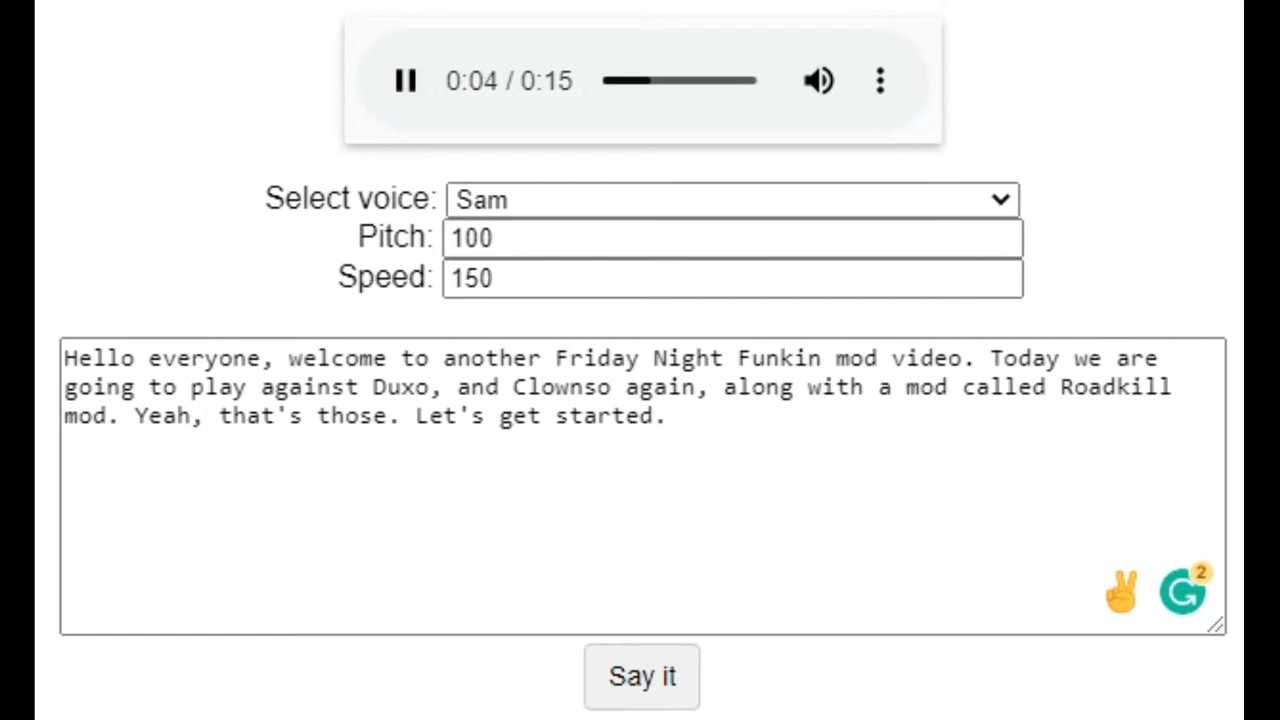 0:04 / 0:15
Select voice: Sam
Pitch: 100
Speed: 150
Hello everyone, welcome to another Friday Night Funkin mod video. Today we are
going to play against Duxo, and Clownso again, along with a mod called Roadkill
mod. Yeah, that's those. Let's get started.
2
Say it